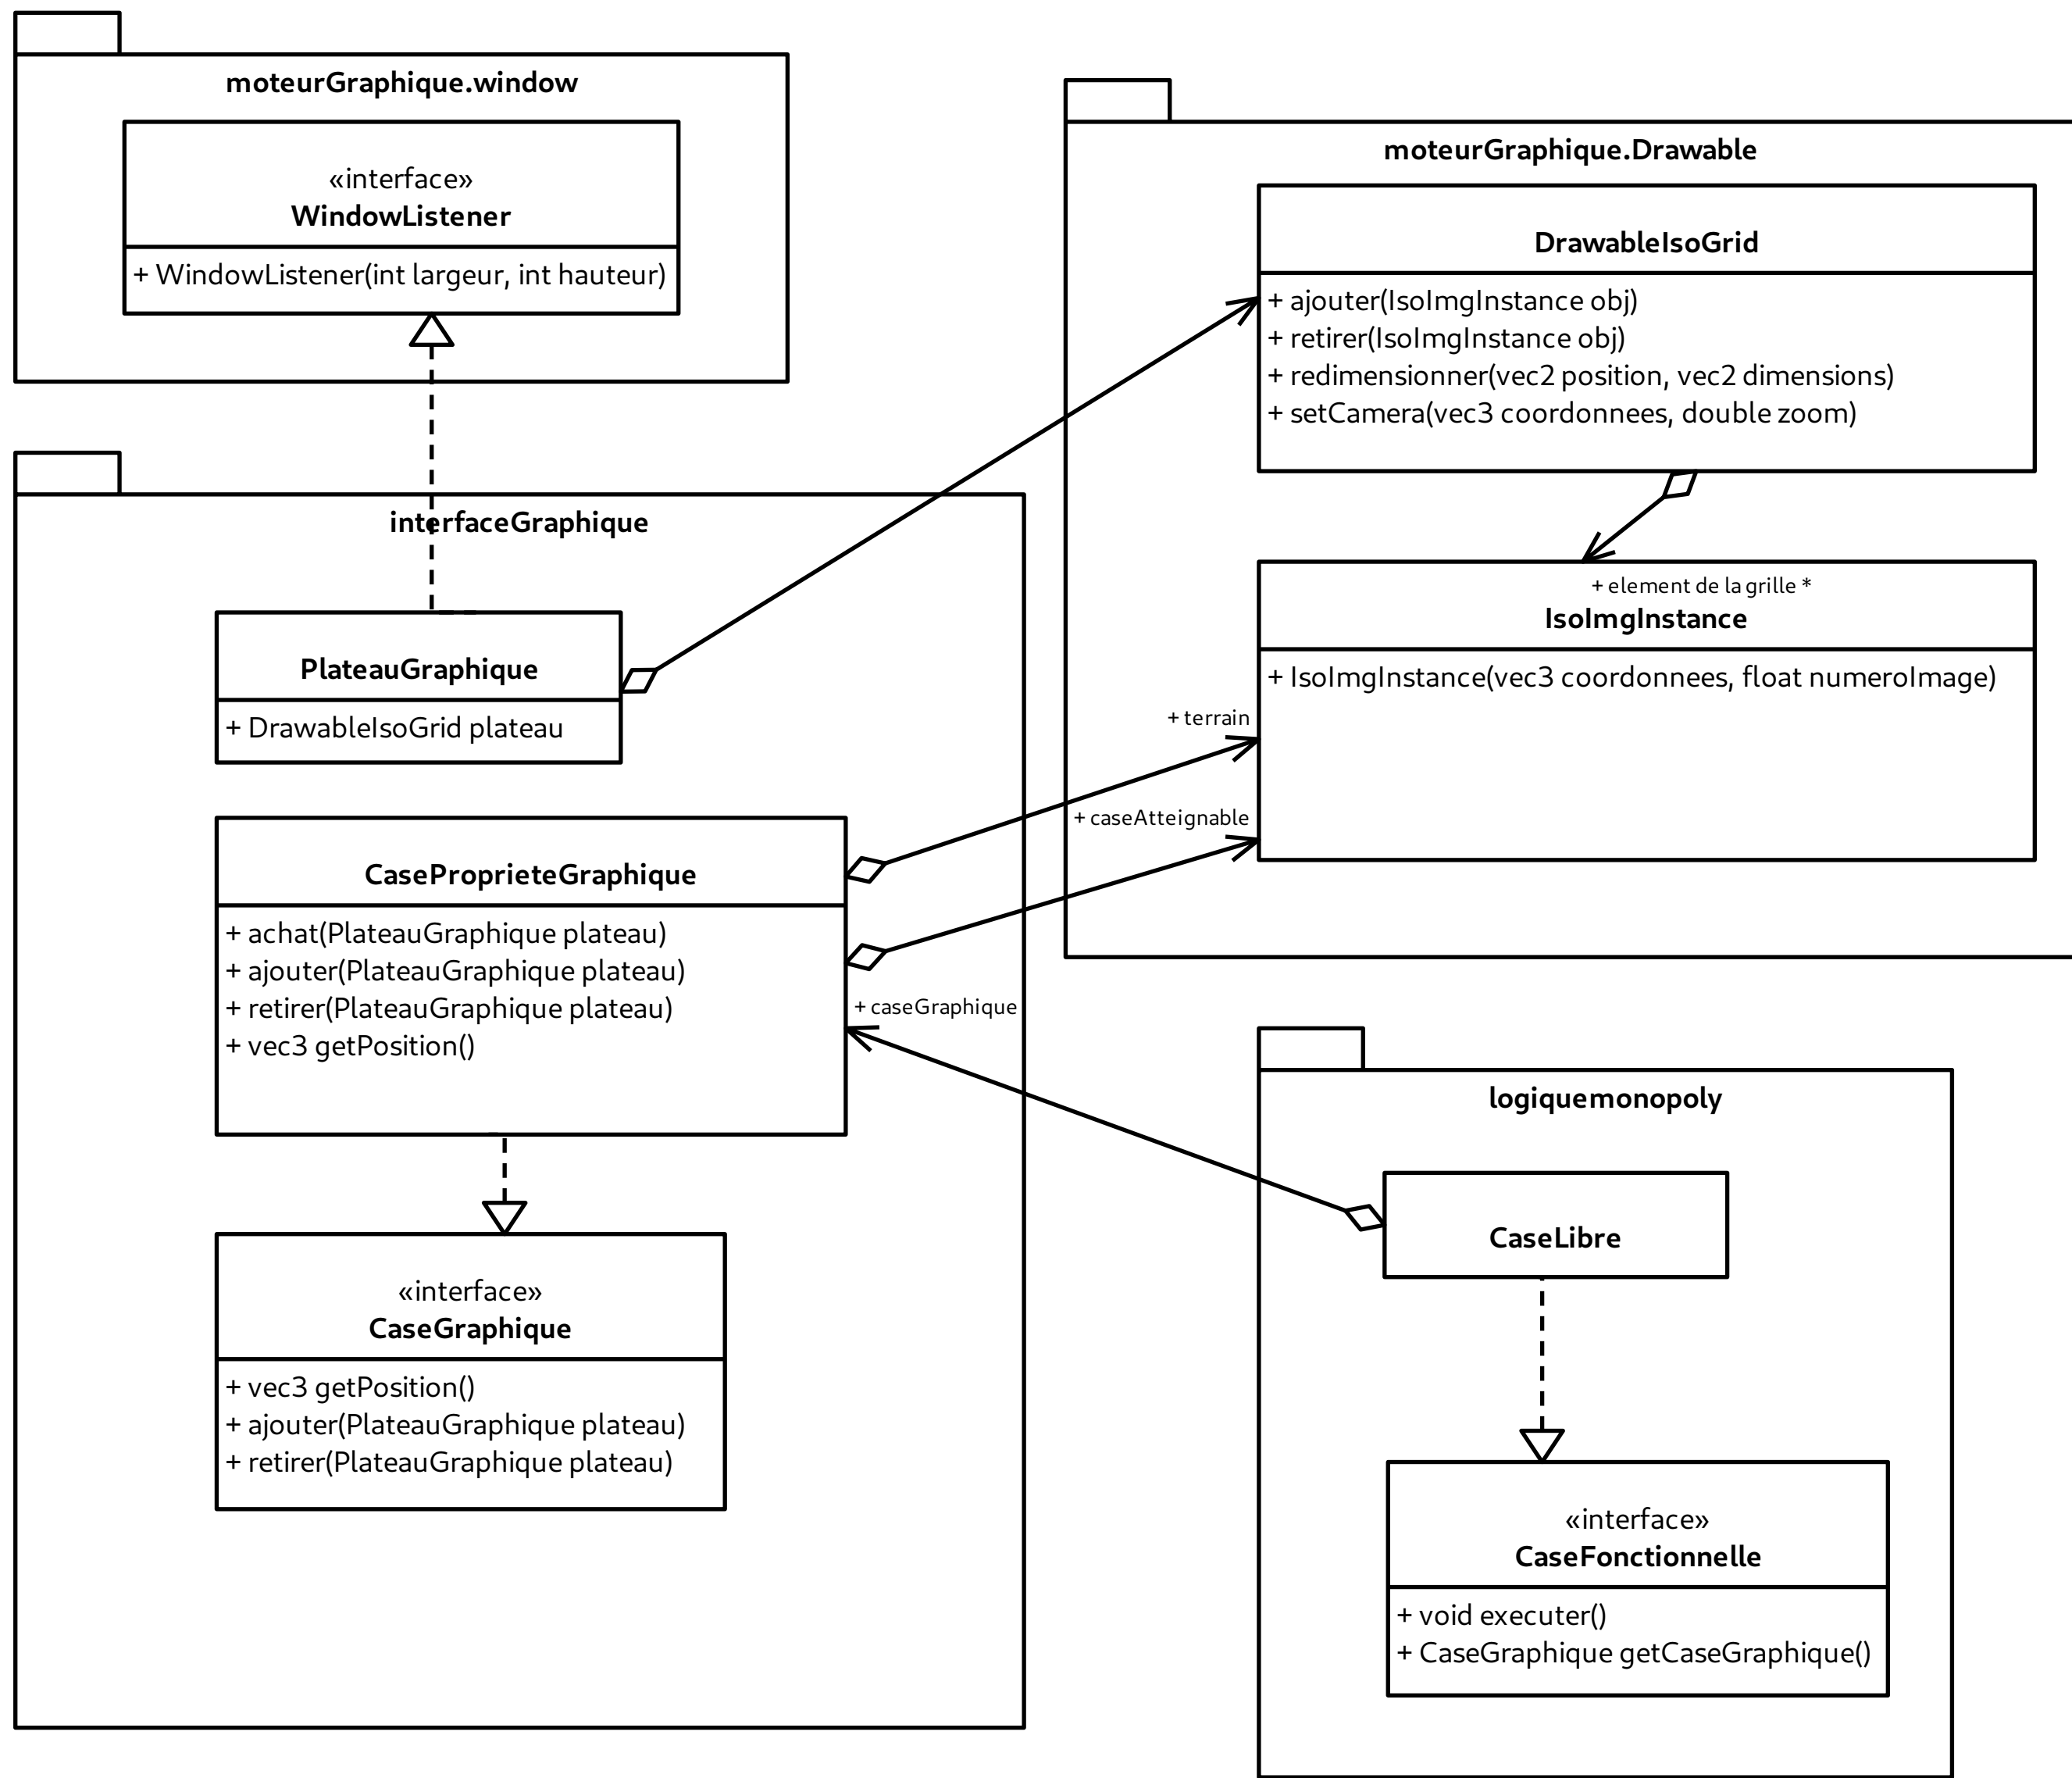 moteurGraphique.window
«interface»
WindowListener
+ WindowListener(int largeur, int hauteur)
moteurGraphique.Drawable
DrawableIsoGrid
+ ajouter(IsoImgInstance obj)
+ retirer(IsoImgInstance obj)
+ redimensionner(vec2 position, vec2 dimensions)
+ setCamera(vec3 coordonnees, double zoom)
+ element de la grille *
IsoImgInstance
+ IsoImgInstance(vec3 coordonnees, float numeroImage)
+ terrain
+ caseAtteignable
interfaceGraphique
PlateauGraphique
+ DrawableIsoGrid plateau
CaseProprieteGraphique
+ achat(PlateauGraphique plateau)
+ ajouter(PlateauGraphique plateau)
+ retirer(PlateauGraphique plateau)
+ vec3 getPosition()
+ caseGraphique
«interface»
CaseGraphique
+ vec3 getPosition()
+ ajouter(PlateauGraphique plateau)
+ retirer(PlateauGraphique plateau)
logiquemonopoly
CaseLibre
«interface»
CaseFonctionnelle
+ void executer()
+ CaseGraphique getCaseGraphique()